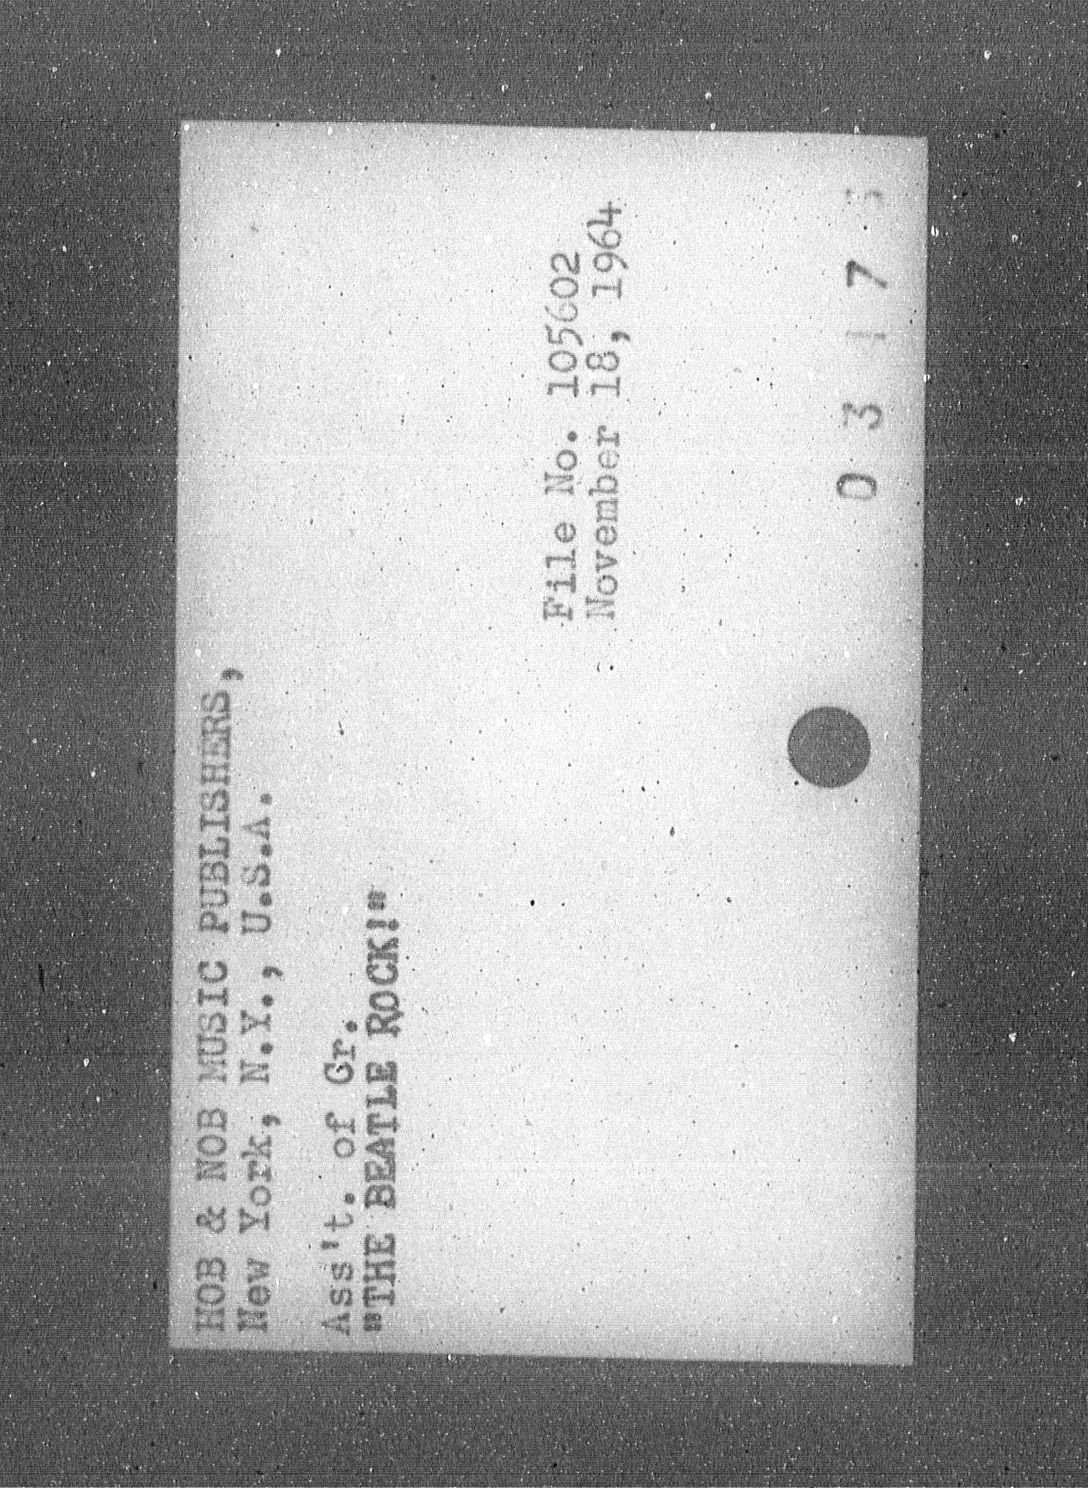 HOB & NOB MUSIC PUBLISHERS,
New York, N.Y., U.S.A.
Ass't. of Gr.
"THE BEATLE ROCK!"
File No. 105602
November 18, 1964
0 3 1 7 5